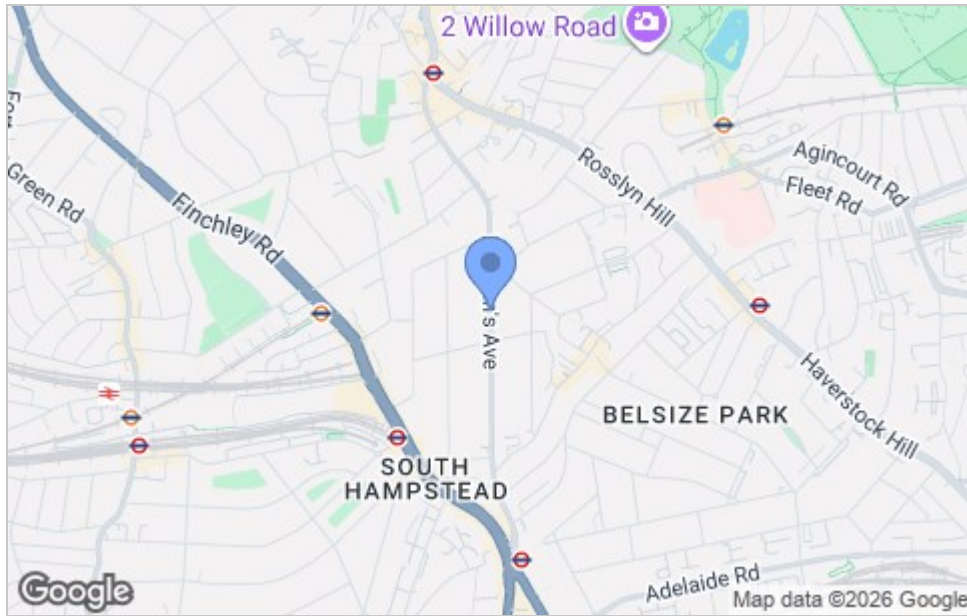 2 Willow Road
Rosslyn Hill
Agincourt Rd
Fleet Rd
Green Rd
Finchley Rd
's Ave
BELSIZE PARK
Haverstock Hill
SOUTH
HAMPSTEAD
Adelaide Rd
Google
Map data ©2026 Google